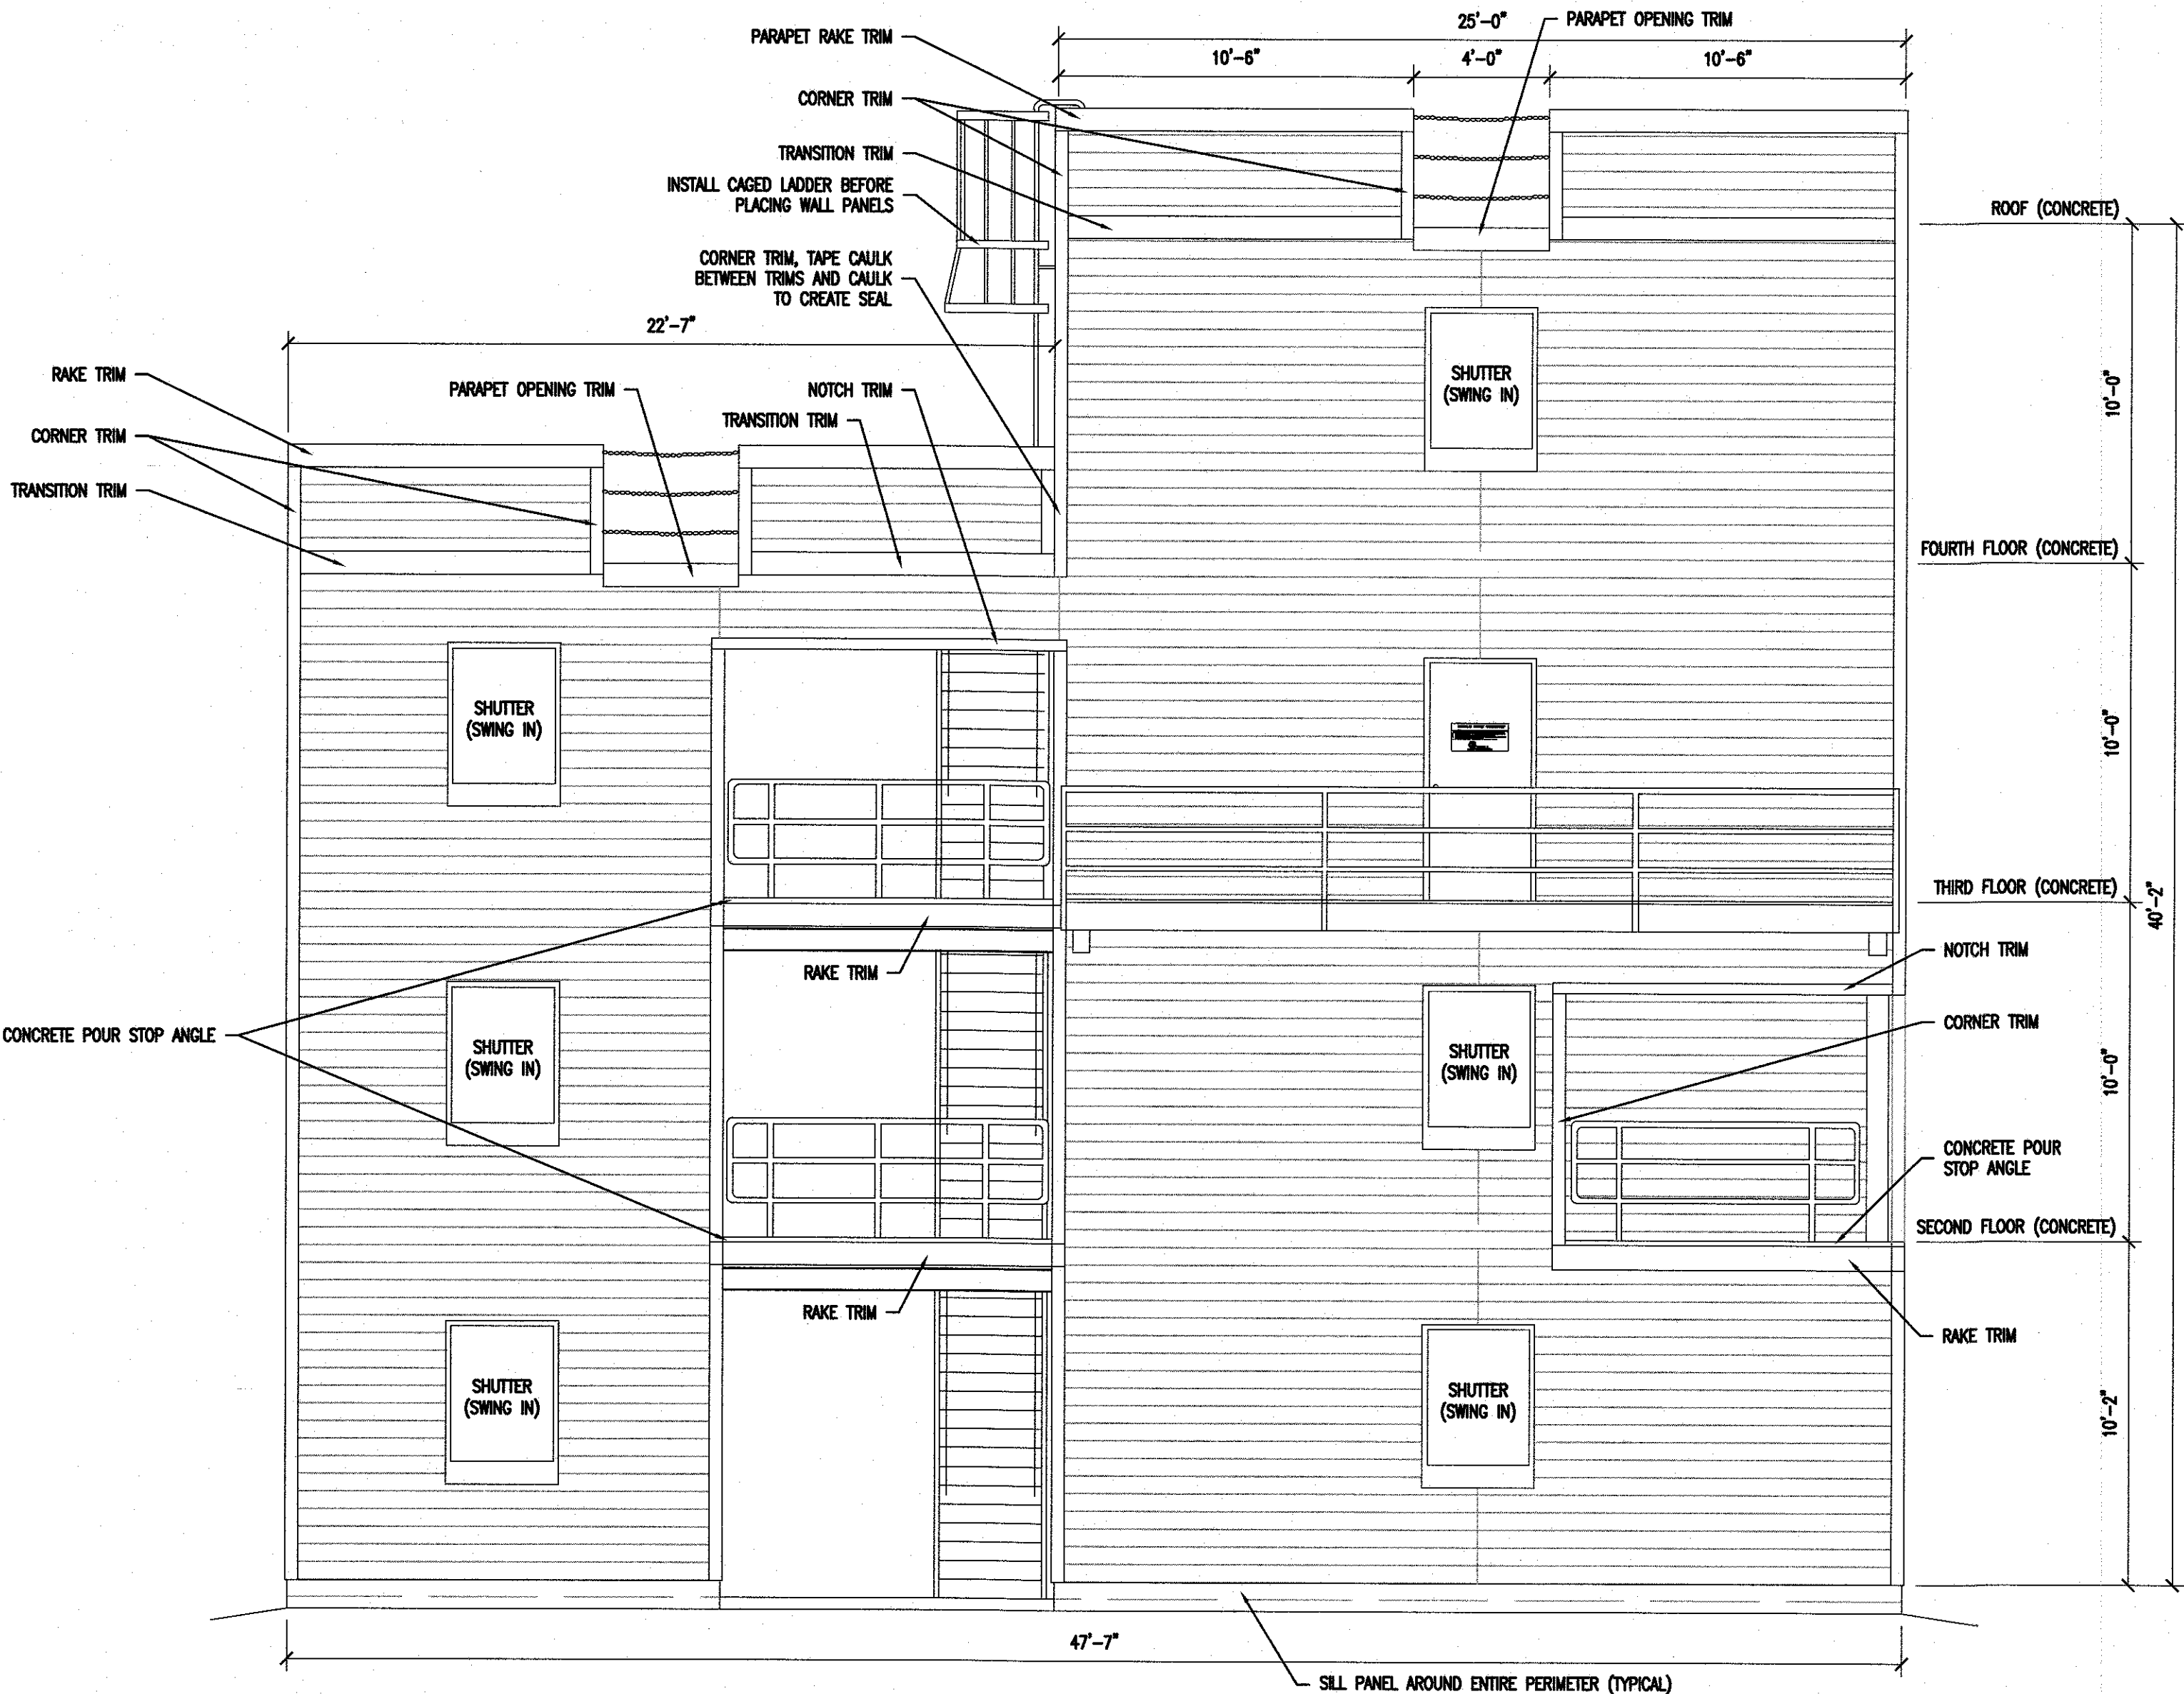 25'-0"
PARAPET OPENING TRIM
PARAPET RAKE TRIM
10'-6"
4'-0"
10'-6"
CORNER TRIM
TRANSITION TRIM
INSTALL CAGED LADDER BEFORE
PLACING WALL PANELS
ROOF (CONCRETE)
CORNER TRIM, TAPE CAULK
BETWEEN TRIMS AND CAULK
TO CREATE SEAL
22'-7"
RAKE TRIM
PARAPET OPENING TRIM
NOTCH TRIM
TRANSITION TRIM
SHUTTER
(SWING IN)
10'-0"
CORNER TRIM
TRANSITION TRIM
FOURTH FLOOR (CONCRETE)
SHUTTER
(SWING IN)
10'-0"
THIRD FLOOR (CONCRETE)
40'-2"
RAKE TRIM
NOTCH TRIM
CONCRETE POUR STOP ANGLE
SHUTTER
(SWING IN)
SHUTTER
(SWING IN)
CORNER TRIM
10'-0"
CONCRETE POUR
STOP ANGLE
SECOND FLOOR (CONCRETE)
RAKE TRIM
RAKE TRIM
SHUTTER
(SWING IN)
SHUTTER
(SWING IN)
10'-2"
47'-7"
SILL PANEL AROUND ENTIRE PERIMETER (TYPICAL)